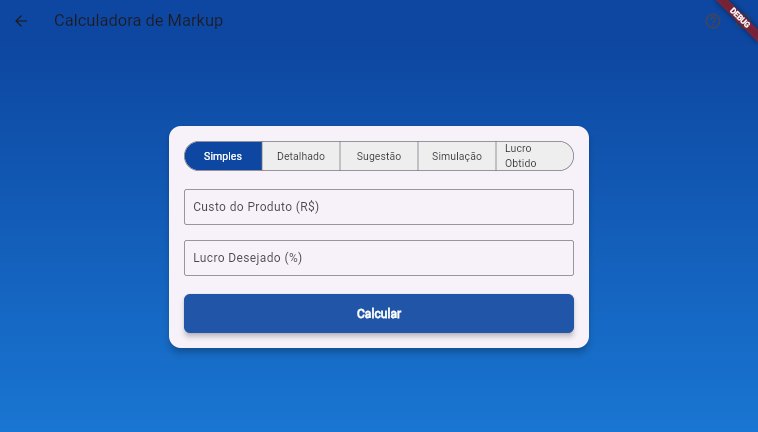 Calculadora de Markup
DEBUG
Simples
Detalhado
Sugestão
Simulação
Lucro
Obtido
Custo do Produto (R$)
Lucro Desejado (%)
Calcular